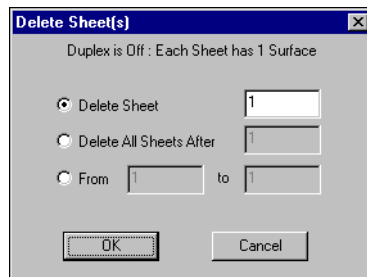 Delete Sheet(s)
Duplex is Off : Each Sheet has 1 Surface
Delete Sheet 1
Delete All Sheets After 1
From 1 to 1
OK Cancel